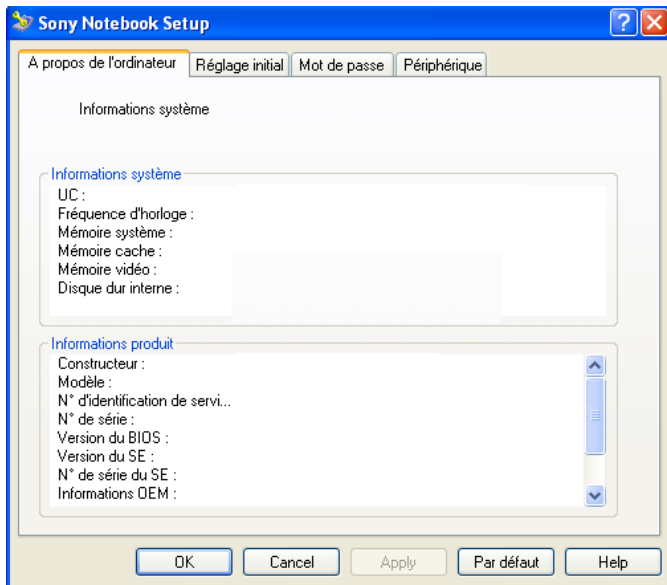 Sony Notebook Setup
A propos de l'ordinateur Réglage initial Mot de passe Périphérique
Informations système
Informations système
UC :
Fréquence d'horloge :
Mémoire système :
Mémoire cache :
Mémoire vidéo :
Disque dur interne :
Informations produit
Constructeur :
Modèle :
N° d'identification de servi...
N° de série :
Version du BIOS :
Version du SE :
N° de série du SE :
Informations OEM :
OK Cancel Apply Par défaut Help